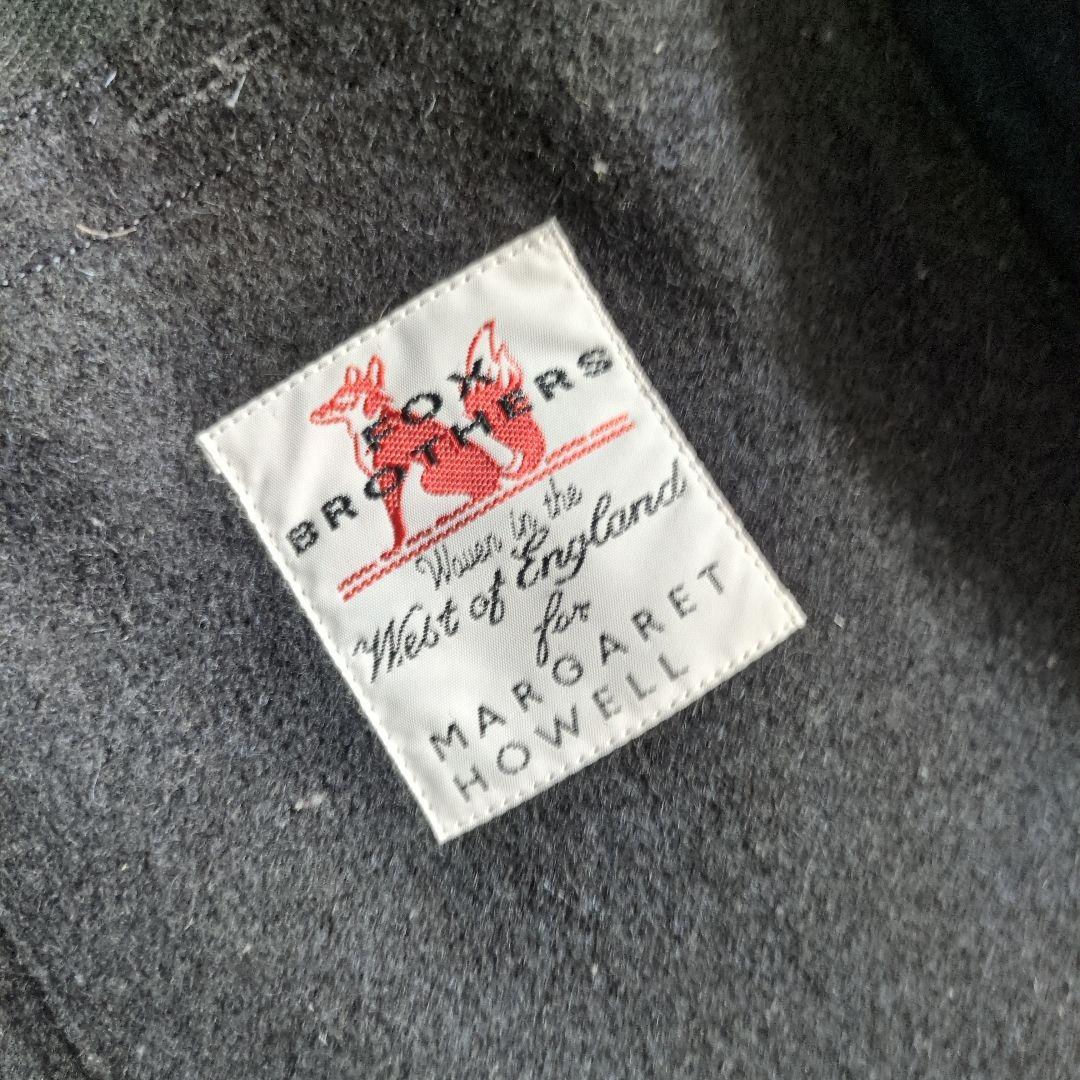 FOX
BROTHERS
Woven in the
West of England
for
MARGARET
HOWELL